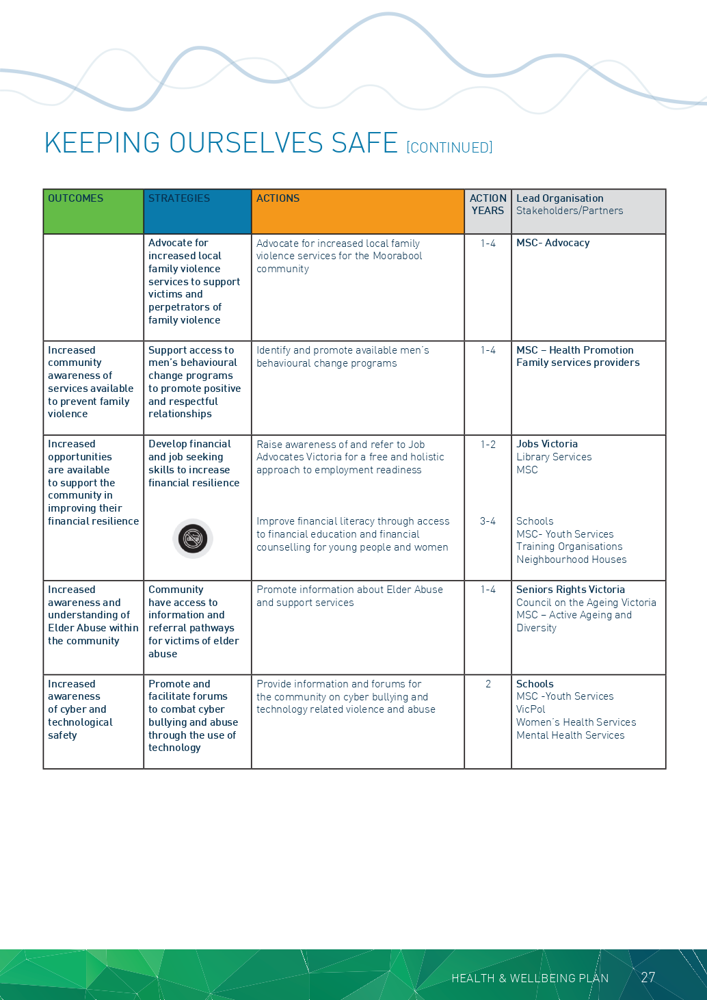 KEEPING OURSELVES SAFE [CONTINUED]
OUTCOMES
STRATEGIES
ACTIONS
ACTION
YEARS
Lead Organisation
Stakeholders/Partners
Advocate for
increased local
family violence
services to support
victims and
perpetrators of
family violence
Advocate for increased local family
violence services for the Moorabool
community
1-4
MSC- Advocacy
Increased
community
awareness of
services available
to prevent family
violence
Support access to
men's behavioural
change programs
to promote positive
and respectful
relationships
Identify and promote available men's
behavioural change programs
1-4
MSC – Health Promotion
Family services providers
Increased
opportunities
are available
to support the
community in
improving their
financial resilience
Develop financial
and job seeking
skills to increase
financial resilience
Raise awareness of and refer to Job
Advocates Victoria for a free and holistic
approach to employment readiness
1-2
Jobs Victoria
Library Services
MSC
Improve financial literacy through access
to financial education and financial
counselling for young people and women
3-4
Schools
MSC- Youth Services
Training Organisations
Neighbourhood Houses
Increased
awareness and
understanding of
Elder Abuse within
the community
Community
have access to
information and
referral pathways
for victims of elder
abuse
Promote information about Elder Abuse
and support services
1-4
Seniors Rights Victoria
Council on the Ageing Victoria
MSC – Active Ageing and
Diversity
Increased
awareness
of cyber and
technological
safety
Promote and
facilitate forums
to combat cyber
bullying and abuse
through the use of
technology
Provide information and forums for
the community on cyber bullying and
technology related violence and abuse
2
Schools
MSC -Youth Services
VicPol
Women's Health Services
Mental Health Services
HEALTH & WELLBEING PLAN 27